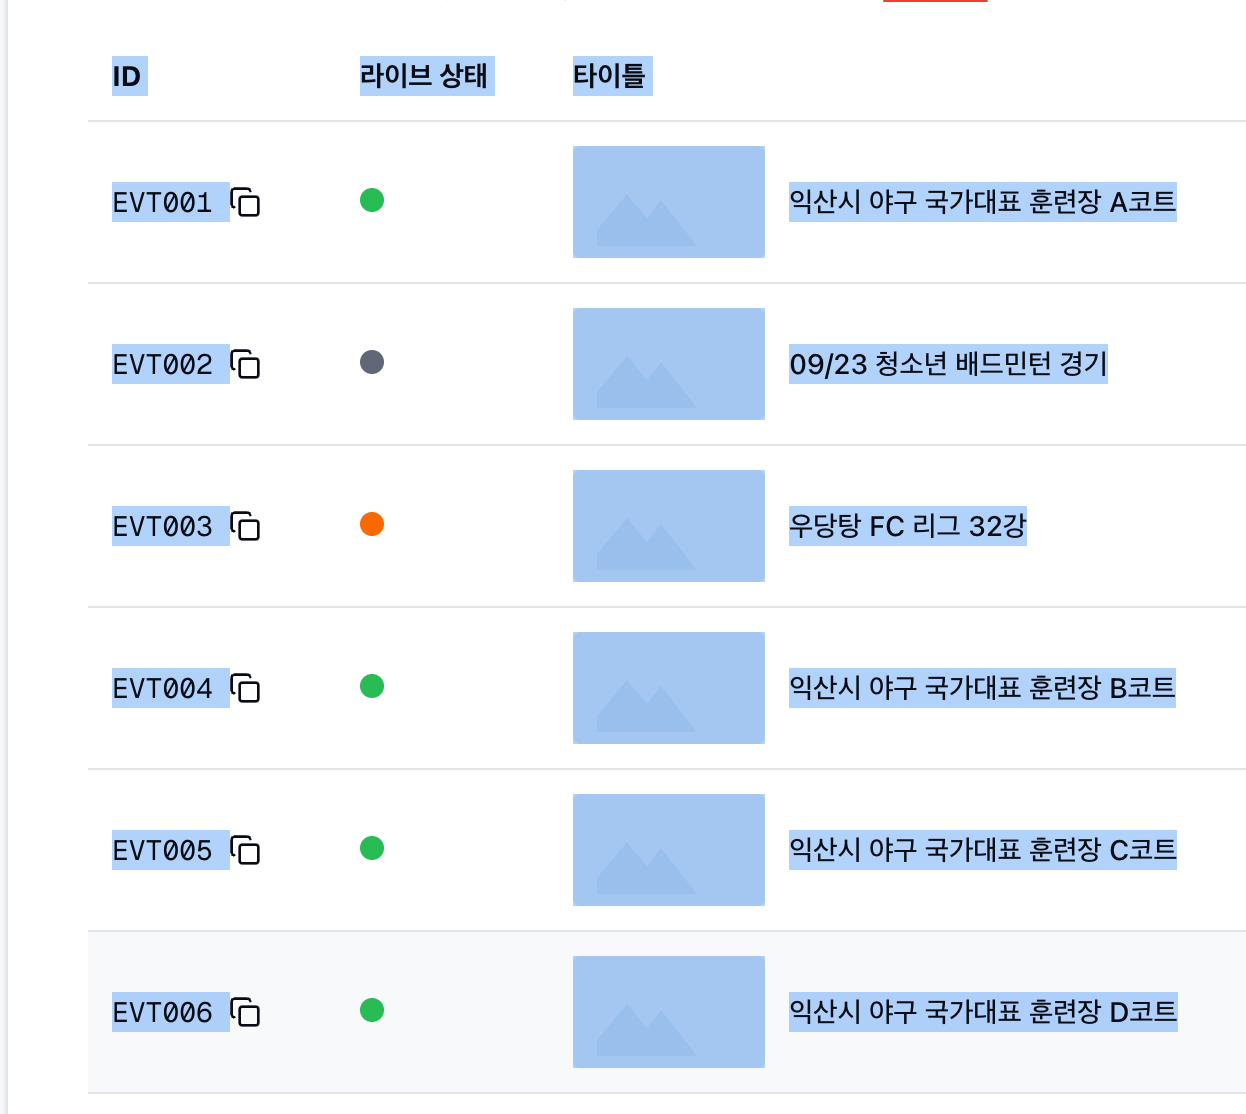 ID 라이브 상태 타이틀
EVT001 익산시 야구 국가대표 훈련장 A코트
EVT002 09/23 청소년 배드민턴 경기
EVT003 우당탕 FC 리그 32강
EVT004 익산시 야구 국가대표 훈련장 B코트
EVT005 익산시 야구 국가대표 훈련장 C코트
EVT006 익산시 야구 국가대표 훈련장 D코트